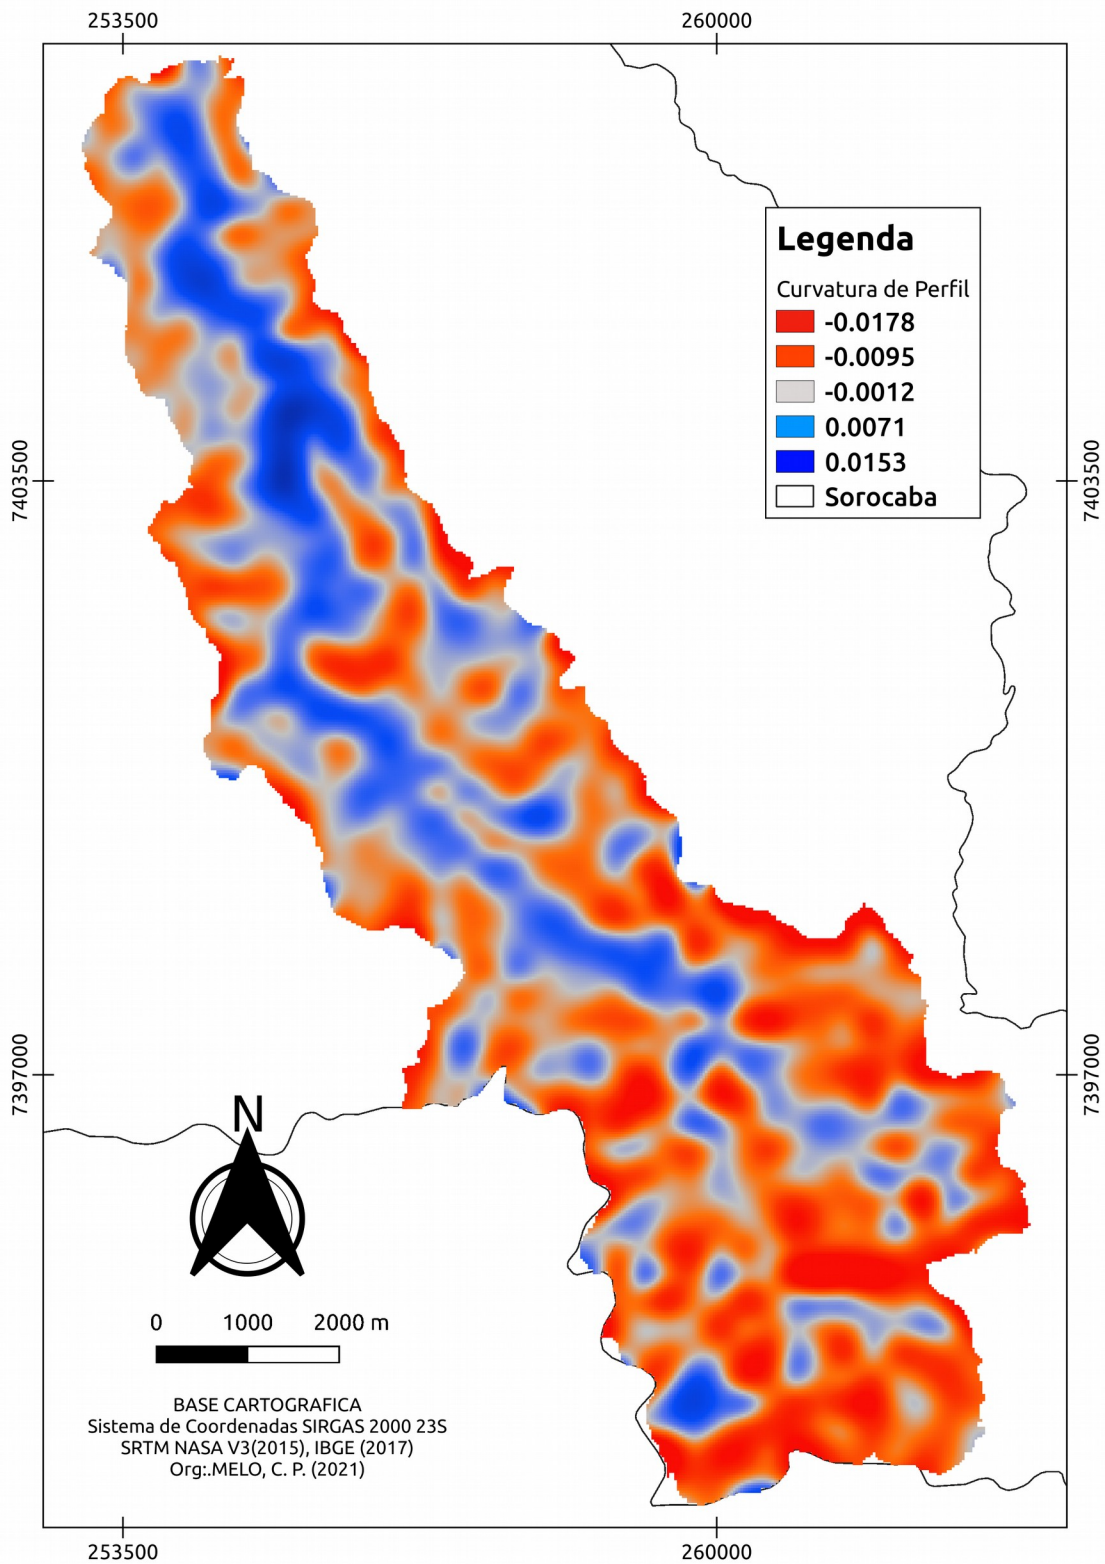 253500
260000
Legenda
Curvatura de Perfil
-0.0178
-0.0095
-0.0012
0.0071
0.0153
Sorocaba
7403500
7403500
7397000
7397000
N
0 1000 2000 m
BASE CARTOGRAFICA
Sistema de Coordenadas SIRGAS 2000 23S
SRTM NASA V3(2015), IBGE (2017)
Org:.MELO, C. P. (2021)
253500
260000